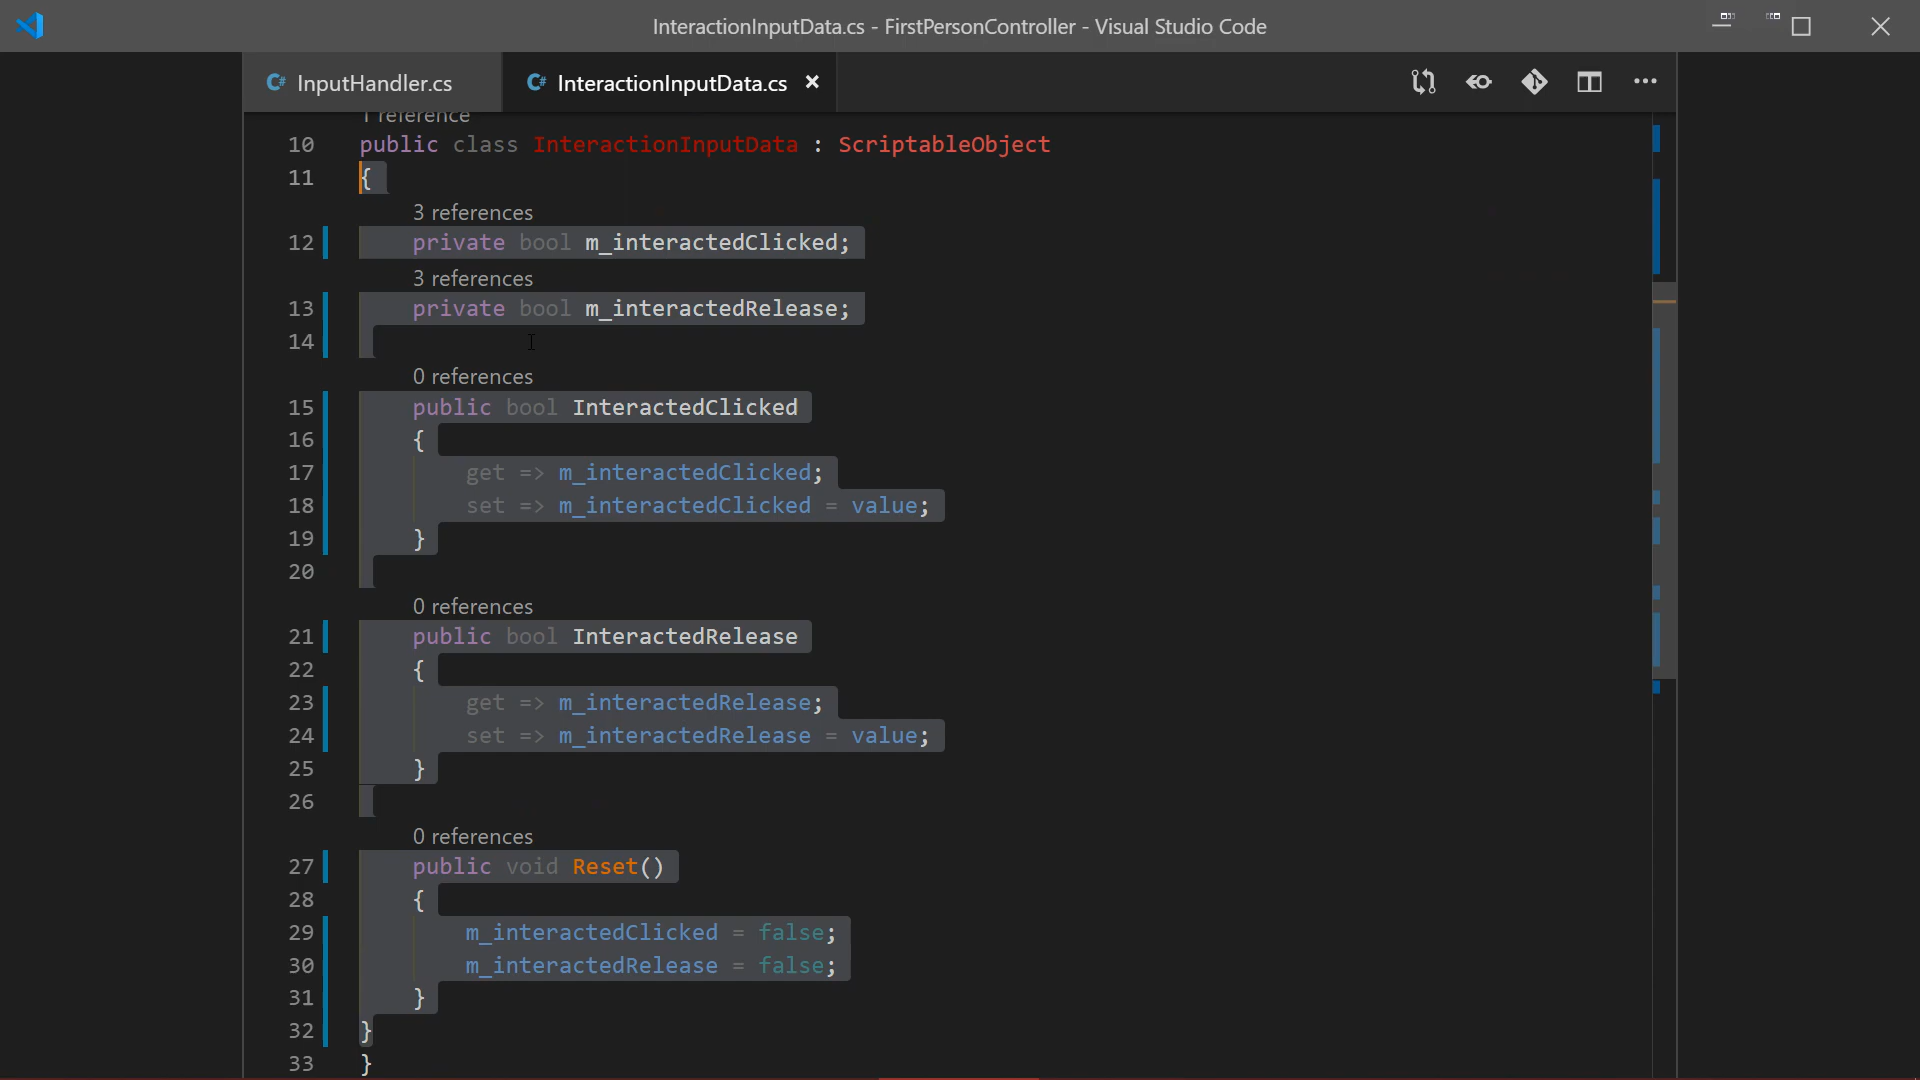 InteractionInputData.cs - FirstPersonController - Visual Studio Code
C# InputHandler.cs
C# InteractionInputData.cs ×
1 reference
10 public class InteractionInputData : ScriptableObject
11 {
3 references
12 private bool m_interactedClicked;
3 references
13 private bool m_interactedRelease;
14
0 references
15 public bool InteractedClicked
16 {
17 get => m_interactedClicked;
18 set => m_interactedClicked = value;
19 }
20
0 references
21 public bool InteractedRelease
22 {
23 get => m_interactedRelease;
24 set => m_interactedRelease = value;
25 }
26
0 references
27 public void Reset()
28 {
29 m_interactedClicked = false;
30 m_interactedRelease = false;
31 }
32 }
33 }